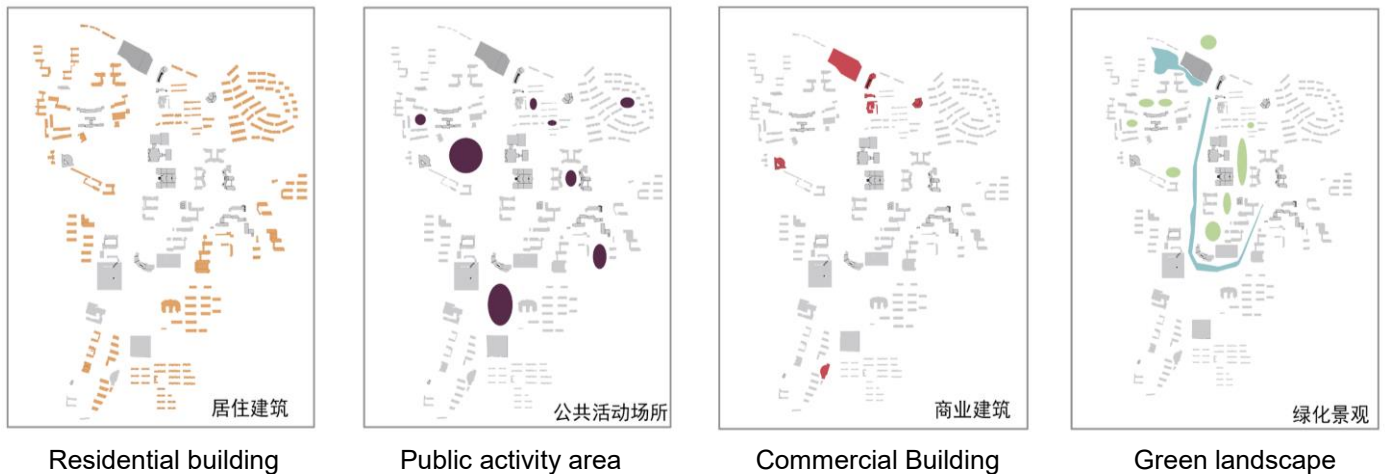 居住建筑
公共活动场所
商业建筑
绿化景观
Residential building
Public activity area
Commercial Building
Green landscape